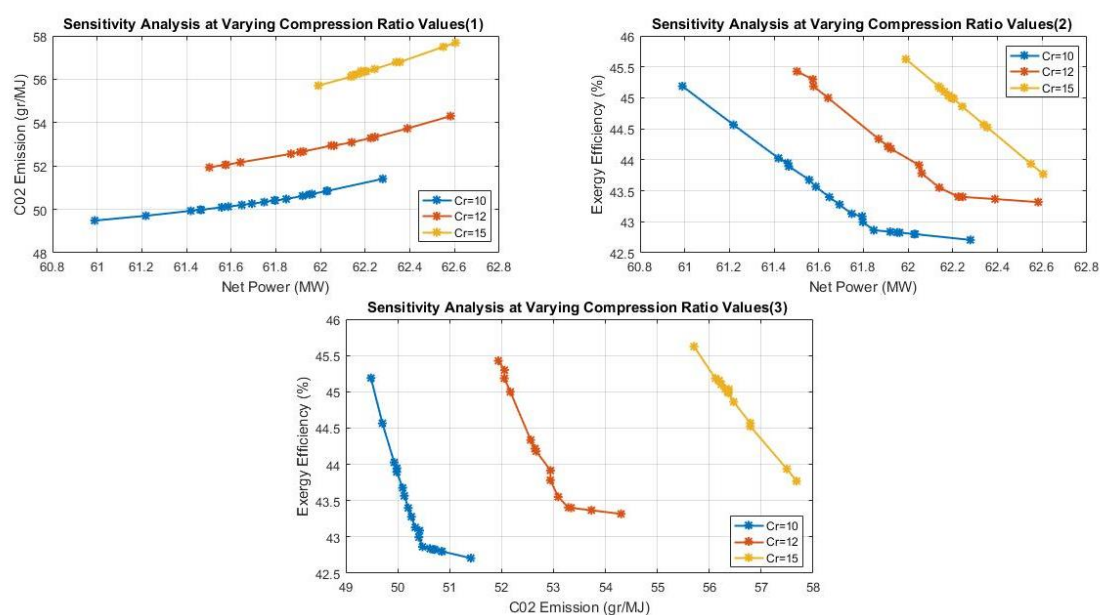 Sensitivity Analysis at Varying Compression Ratio Values(1)
C02 Emission (gr/MJ)
58
56
54
52
50
48
Cr=10
Cr=12
Cr=15
60.8 61 61.2 61.4 61.6 61.8 62 62.2 62.4 62.6 62.8
Net Power (MW)
Sensitivity Analysis at Varying Compression Ratio Values(2)
Exergy Efficiency (%)
46
45.5
45
44.5
44
43.5
43
42.5
Cr=10
Cr=12
Cr=15
60.8 61 61.2 61.4 61.6 61.8 62 62.2 62.4 62.6 62.8
Net Power (MW)
Sensitivity Analysis at Varying Compression Ratio Values(3)
Exergy Efficiency (%)
46
45.5
45
44.5
44
43.5
43
42.5
Cr=10
Cr=12
Cr=15
49 50 51 52 53 54 55 56 57 58
C02 Emission (gr/MJ)